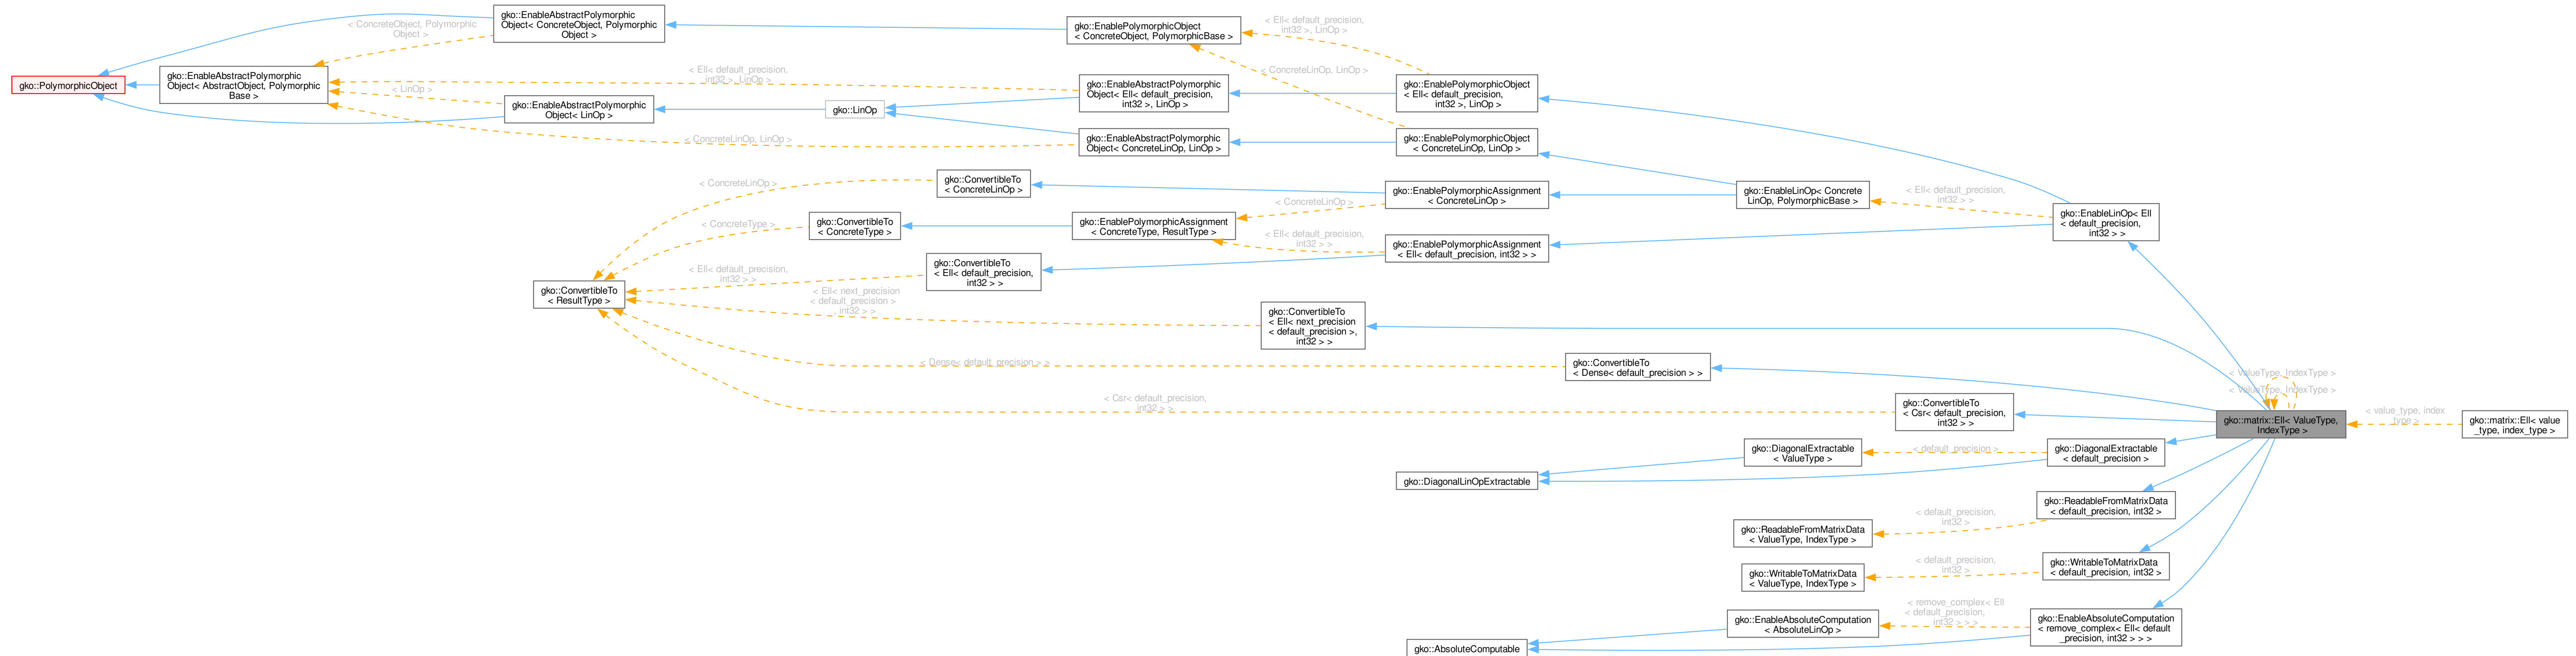 gko::PolymorphicObject
gko::EnableAbstractPolymorphic
Object< AbstractObject, Polymorphic
Base >
< ConcreteObject, Polymorphic
Object >
gko::EnableAbstractPolymorphic
Object< ConcreteObject, Polymorphic
Object >
gko::EnableAbstractPolymorphic
Object< LinOp >
< LinOp >
< Ell< default_precision,
int32 >, LinOp >
< ConcreteLinOp, LinOp >
gko::LinOp
gko::EnablePolymorphicObject
< ConcreteObject, PolymorphicBase >
gko::EnableAbstractPolymorphic
Object< Ell< default_precision,
int32 >, LinOp >
gko::EnableAbstractPolymorphic
Object< ConcreteLinOp, LinOp >
< Ell< default_precision,
int32 >, LinOp >
< ConcreteLinOp, LinOp >
gko::EnablePolymorphicObject
< Ell< default_precision,
int32 >, LinOp >
gko::EnablePolymorphicObject
< ConcreteLinOp, LinOp >
gko::ConvertibleTo
< ResultType >
< ConcreteLinOp >
gko::ConvertibleTo
< ConcreteLinOp >
< ConcreteType >
gko::ConvertibleTo
< ConcreteType >
< Ell< default_precision,
int32 > >
gko::ConvertibleTo
< Ell< default_precision,
int32 > >
< Ell< next_precision
< default_precision >
, int32 > >
gko::ConvertibleTo
< Ell< next_precision
< default_precision >,
int32 > >
gko::EnablePolymorphicAssignment
< ConcreteType, ResultType >
< ConcreteLinOp >
gko::EnablePolymorphicAssignment
< ConcreteLinOp >
< Ell< default_precision,
int32 > >
gko::EnablePolymorphicAssignment
< Ell< default_precision, int32 > >
gko::EnableLinOp< Concrete
LinOp, PolymorphicBase >
< Ell< default_precision,
int32 > >
gko::EnableLinOp< Ell
< default_precision,
int32 > >
< Dense< default_precision > >
gko::ConvertibleTo
< Dense< default_precision > >
< Csr< default_precision,
int32 > >
gko::ConvertibleTo
< Csr< default_precision,
int32 > >
< ValueType, IndexType >
< ValueType, IndexType >
gko::matrix::Ell< ValueType,
IndexType >
< value_type, index
type >
gko::matrix::Ell< value
_type, index_type >
gko::DiagonalLinOpExtractable
gko::DiagonalExtractable
< ValueType >
< default_precision >
gko::DiagonalExtractable
< default_precision >
gko::ReadableFromMatrixData
< default_precision, int32 >
< default_precision,
int32 >
gko::ReadableFromMatrixData
< ValueType, IndexType >
gko::WritableToMatrixData
< default_precision, int32 >
< default_precision,
int32 >
gko::WritableToMatrixData
< ValueType, IndexType >
< remove_complex< Ell
< default_precision,
int32 > > >
gko::EnableAbsoluteComputation
< AbsoluteLinOp >
gko::EnableAbsoluteComputation
< remove_complex< Ell< default
_precision, int32 > > >
gko::AbsoluteComputable